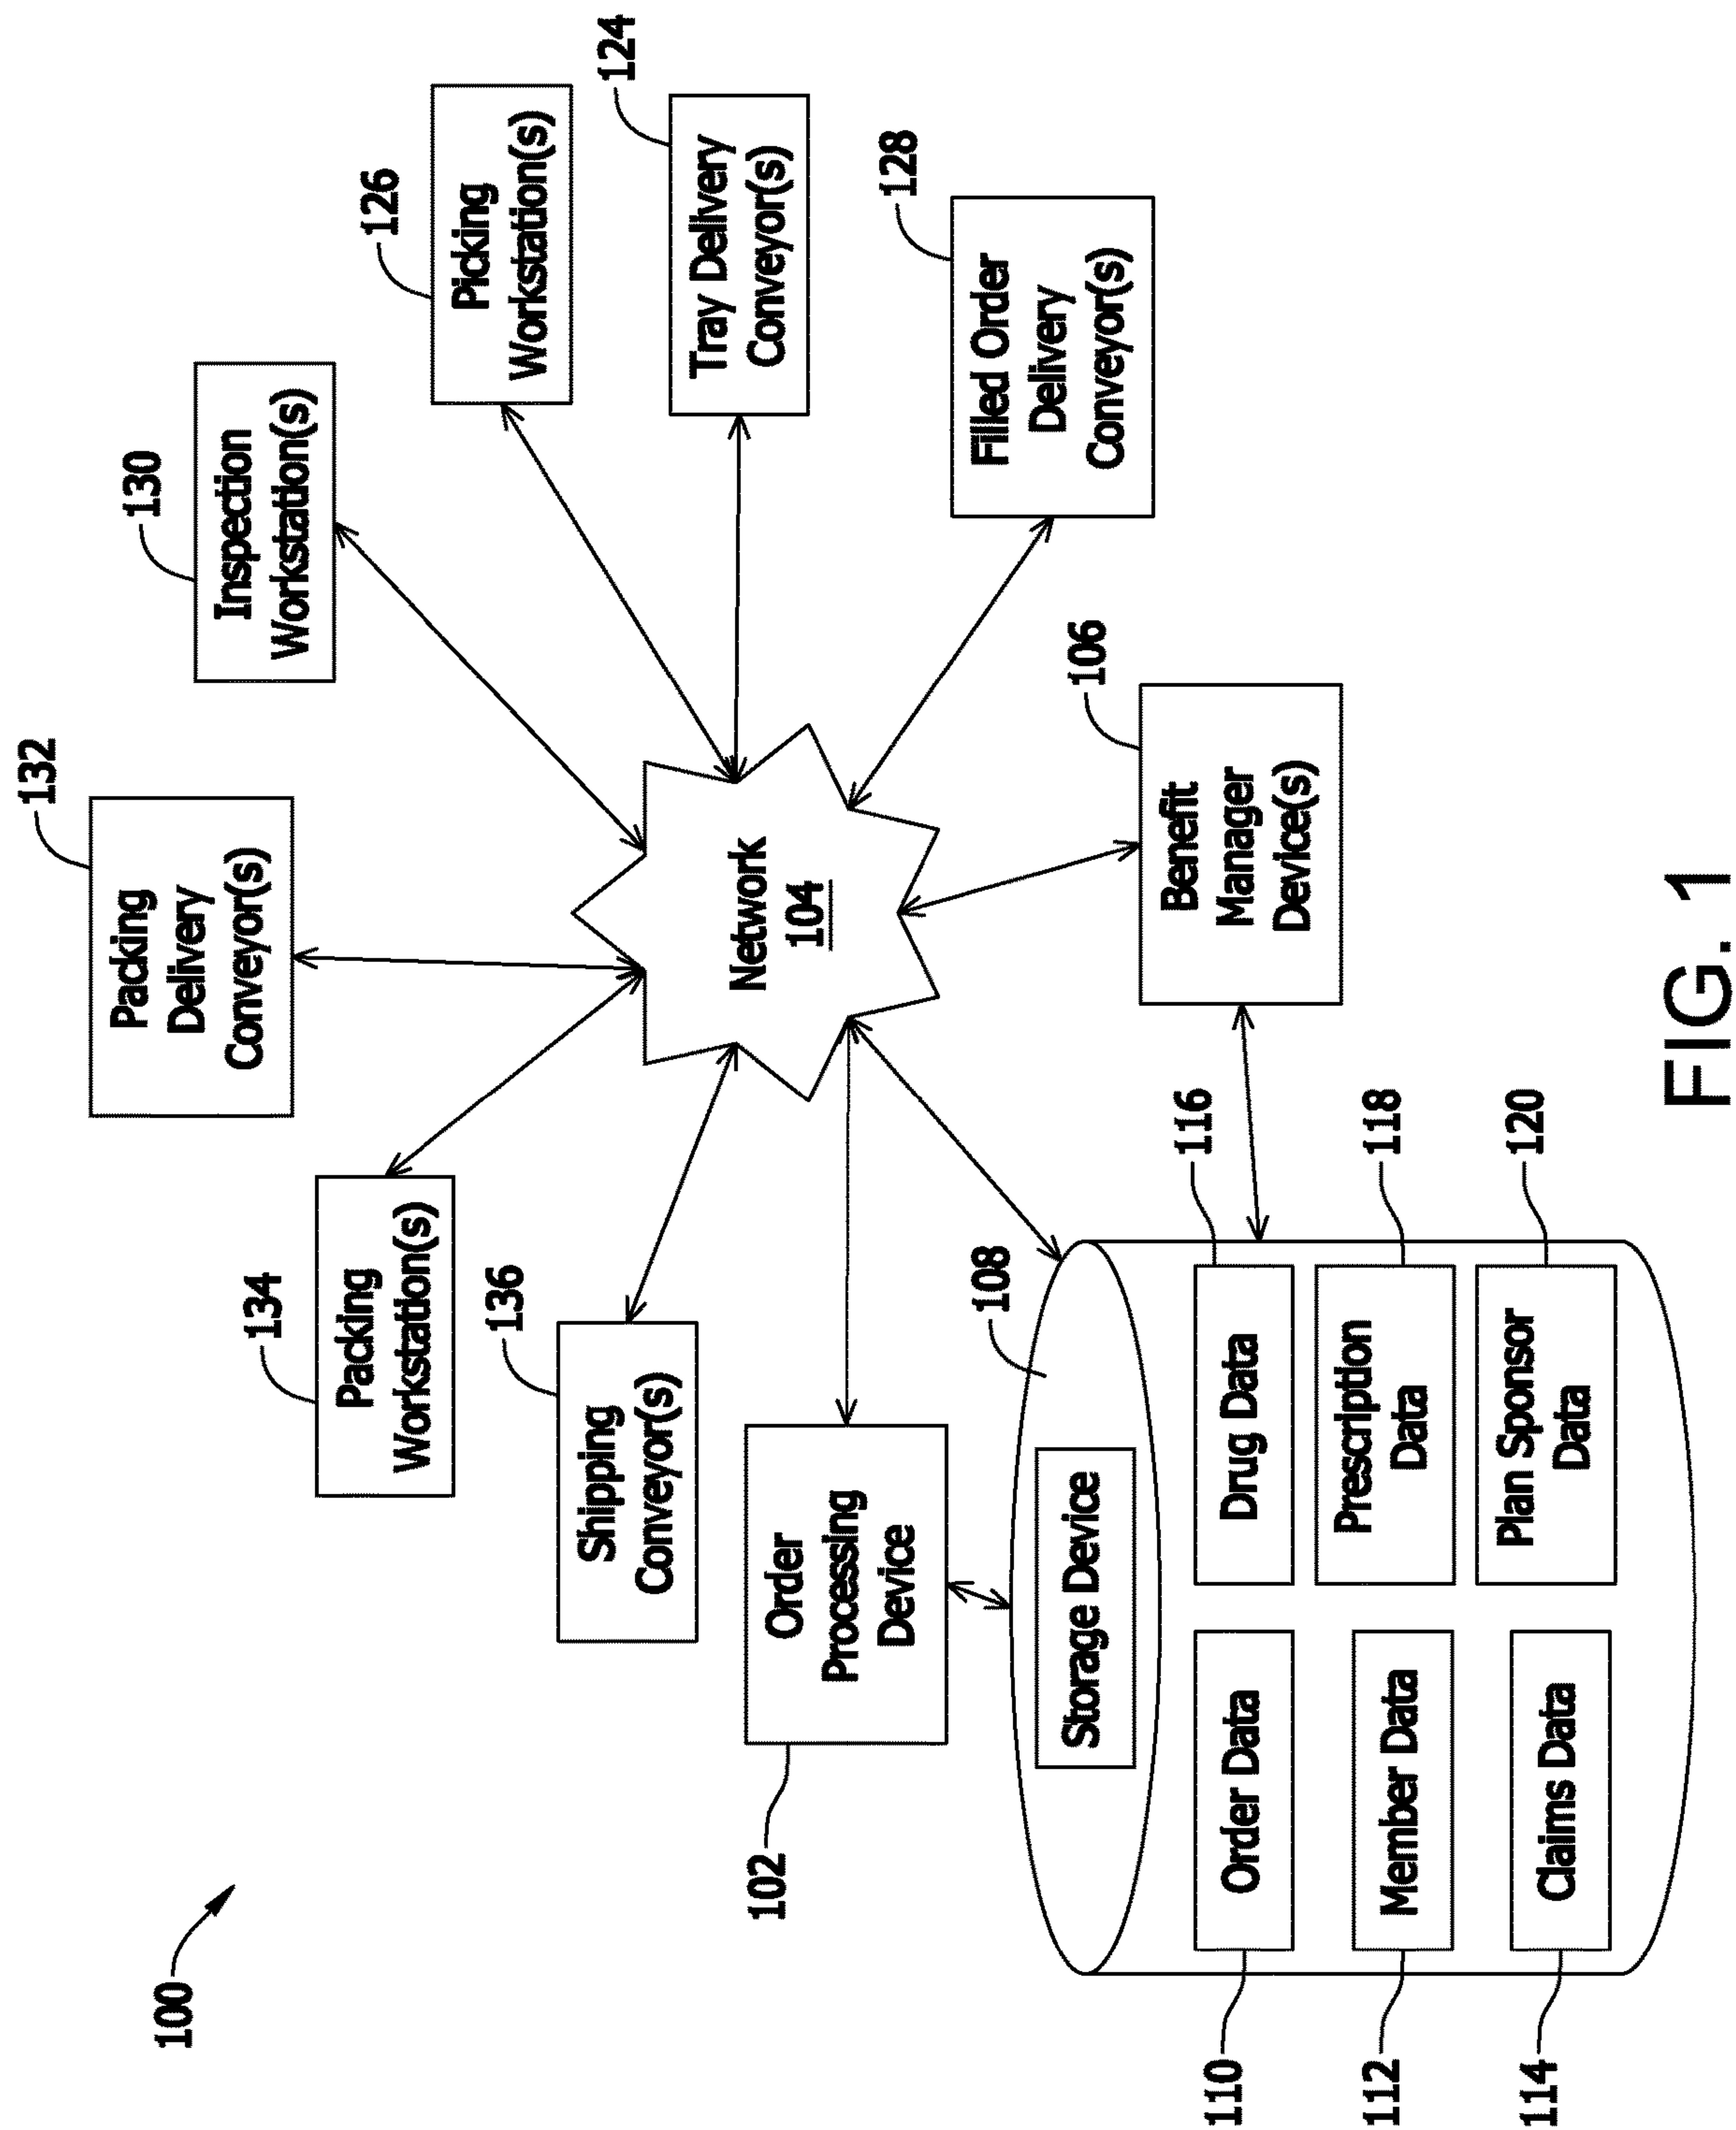 100
132
Packing
Delivery
Conveyor(s)
130
Inspection
Workstation(s)
134
Packing
Workstation(s)
126
Picking
Workstation(s)
136
Shipping
Conveyor(s)
124
Tray Delivery
Conveyor(s)
Network
104
102
Order
Processing
Device
128
Filled Order
Delivery
Conveyor(s)
108
Storage Device
106
Benefit
Manager
Device(s)
110
Order Data
Drug Data
116
112
Member Data
Prescription
Data
118
114
Claims Data
Plan Sponsor
Data
120
FIG. 1